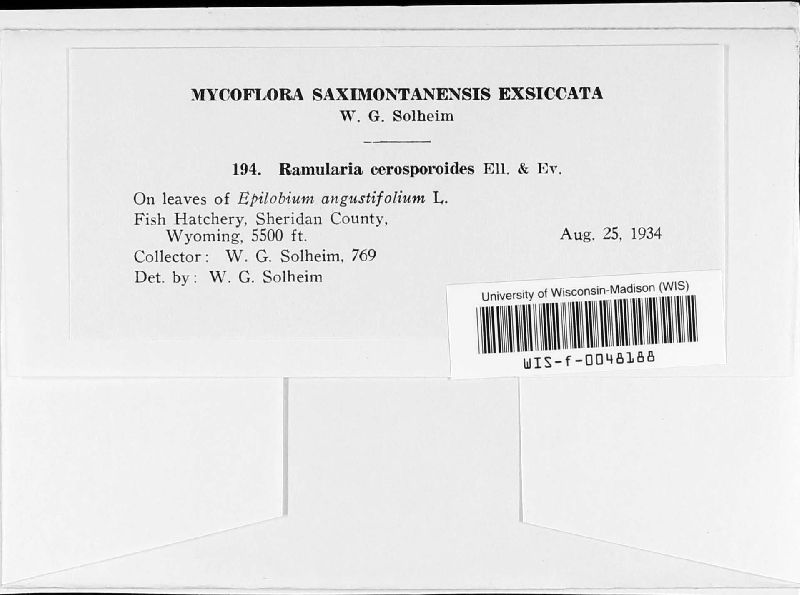 MYCOFLORA SAXIMONTANENSIS EXSICCATA
W. G. Solheim
194. Ramularia cerosporoides Ell. & Ev.
On leaves of Epilobium angustifolium L.
Fish Hatchery, Sheridan County,
Wyoming, 5500 ft.
Aug. 25, 1934
Collector: W. G. Solheim, 769
Det. by: W. G. Solheim
University of Wisconsin-Madison (WIS)
WIS-f-0048188